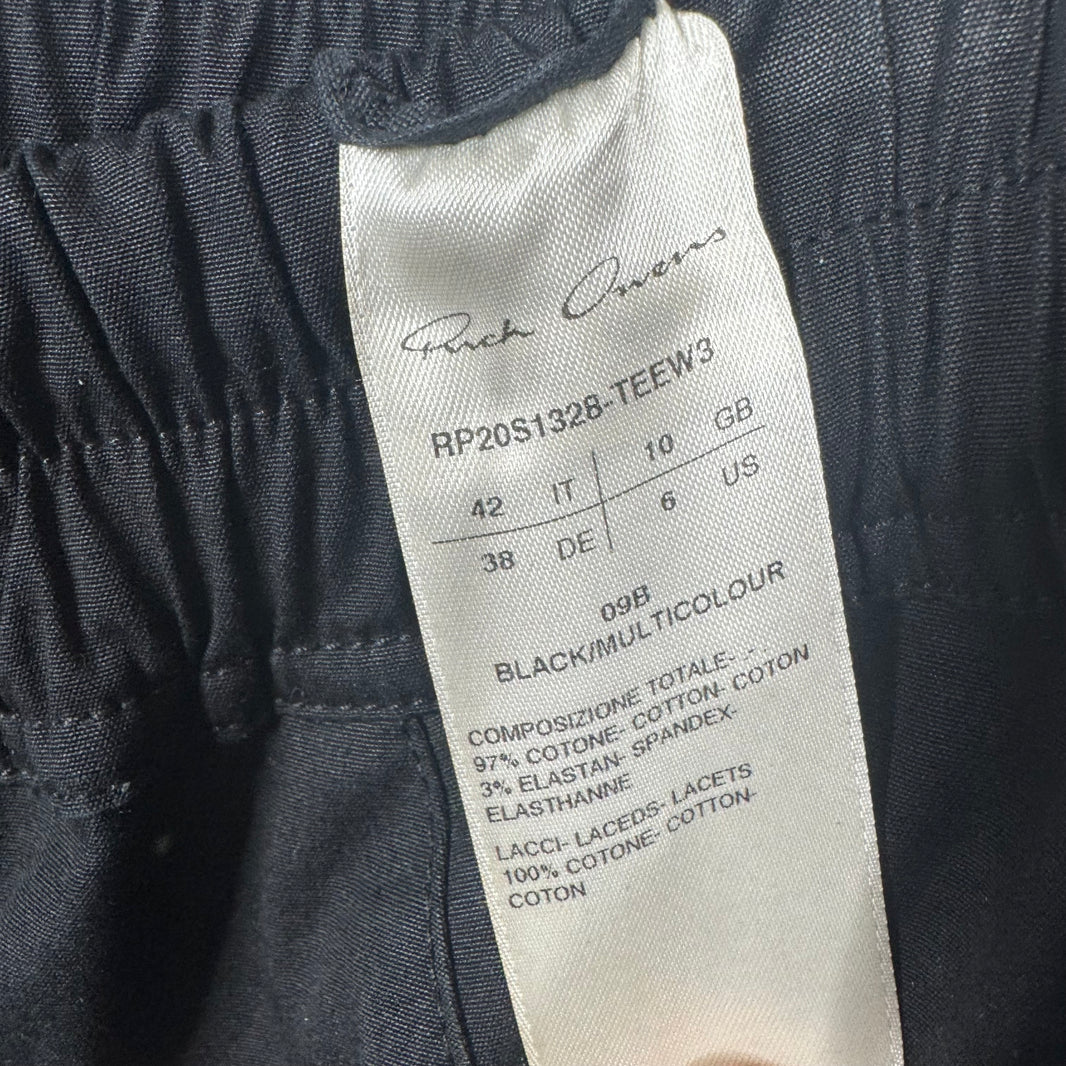 Rick Owens
RP20S1328-TEEW3
42 IT 10 GB
38 DE 6 US
09B
BLACK/MULTICOLOUR
COMPOSIZIONE TOTALE- -
97% COTONE- COTTON- COTON
3% ELASTAN- SPANDEX-
ELASTHANNE
LACCI- LACEDS- LACETS
100% COTONE- COTTON-
COTON